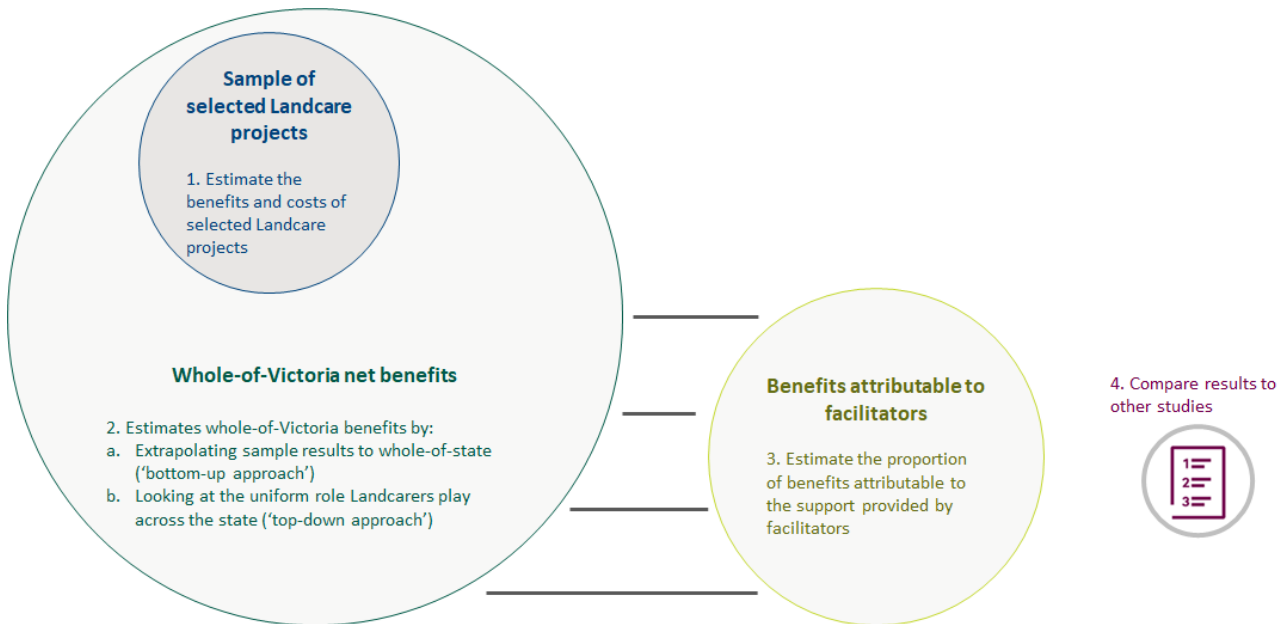 Sample of
selected Landcare
projects
1. Estimate the
benefits and costs of
selected Landcare
projects
Whole-of-Victoria net benefits
2. Estimates whole-of-Victoria benefits by:
a. Extrapolating sample results to whole-of-state
(‘bottom-up approach’)
b. Looking at the uniform role Landcarers play
across the state (‘top-down approach’)
Benefits attributable to
facilitators
3. Estimate the proportion
of benefits attributable to
the support provided by
facilitators
4. Compare results to
other studies
1
2
3